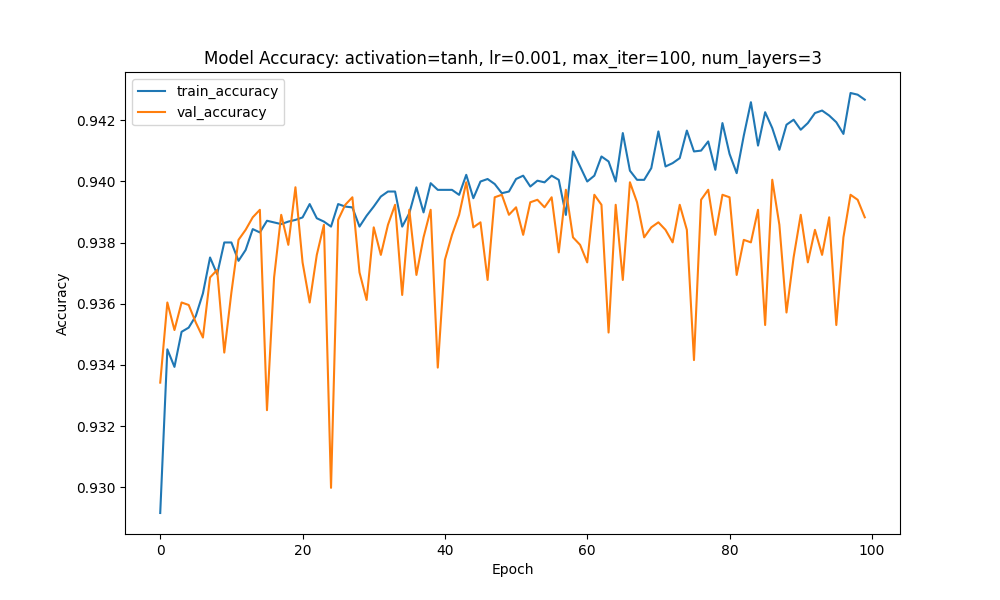 Model Accuracy: activation=tanh, lr=0.001, max_iter=100, num_layers=3
train_accuracy
val_accuracy
Accuracy
0.942
0.940
0.938
0.936
0.934
0.932
0.930
0 20 40 60 80 100
Epoch